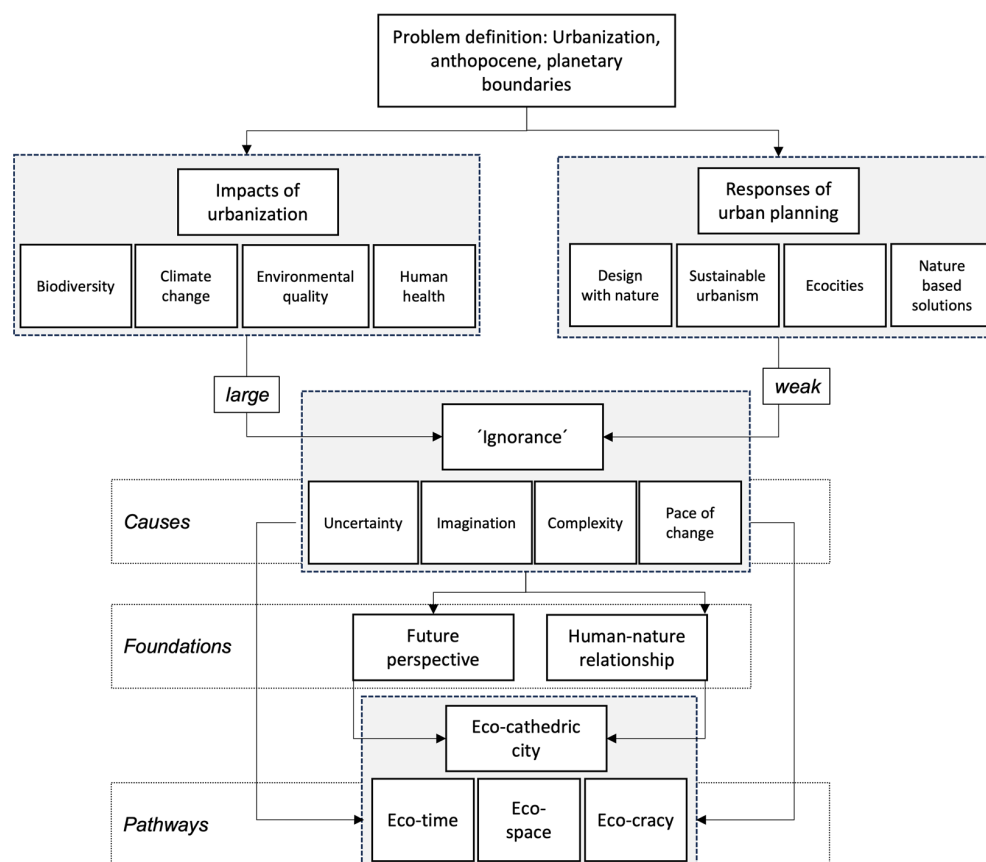 Problem definition: Urbanization,
anthopocene, planetary
boundaries
Impacts of
urbanization
Biodiversity
Climate
change
Environmental
quality
Human
health
Responses of
urban planning
Design
with nature
Sustainable
urbanism
Ecocities
Nature
based
solutions
large
weak
´Ignorance´
Causes
Uncertainty
Imagination
Complexity
Pace of
change
Foundations
Future
perspective
Human-nature
relationship
Eco-cathedric
city
Pathways
Eco-time
Eco-
space
Eco-cracy